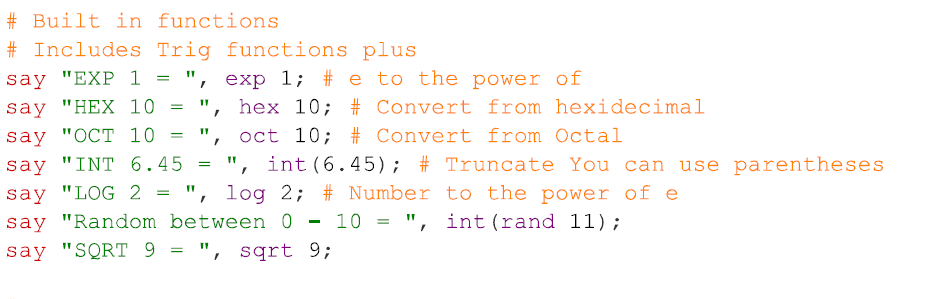 # Built in functions
# Includes Trig functions plus
say "EXP 1 = ", exp 1; # e to the power of
say "HEX 10 = ", hex 10; # Convert from hexidecimal
say "OCT 10 = ", oct 10; # Convert from Octal
say "INT 6.45 = ", int(6.45); # Truncate You can use parentheses
say "LOG 2 = ", log 2; # Number to the power of e
say "Random between 0 - 10 = ", int(rand 11);
say "SQRT 9 = ", sqrt 9;